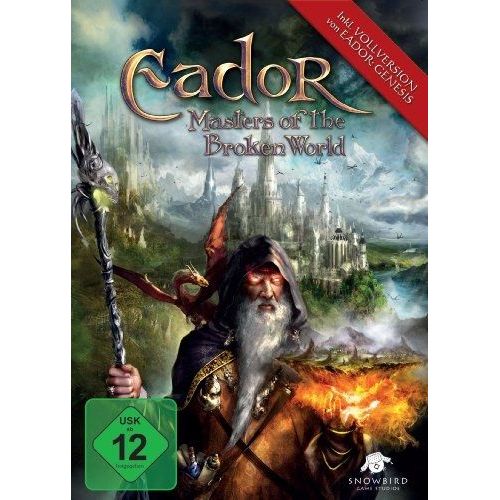 Inkl. VOLLVERSION
von EADOR: GENESIS
EADOR
Masters of the
Broken World
USK
ab
12
freigegeben
SNOWBIRD
GAME STUDIOS